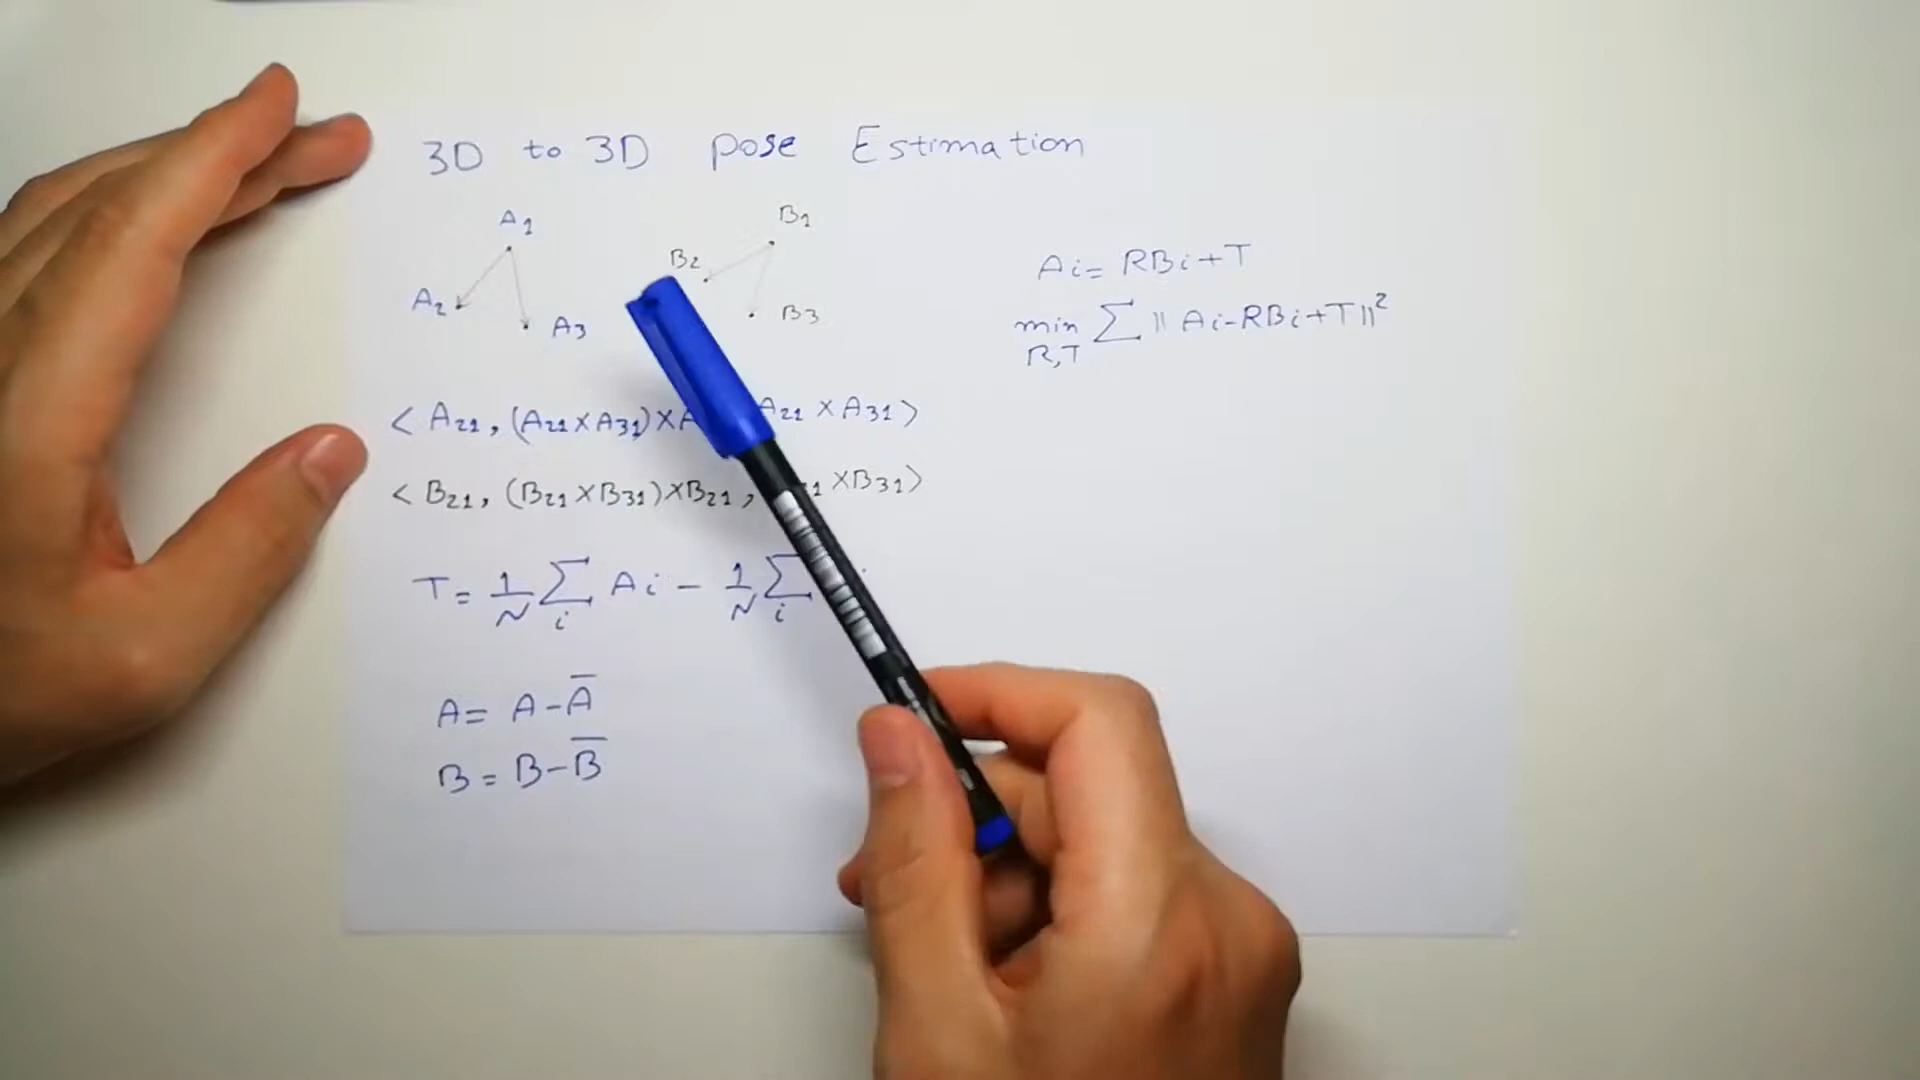 3D to 3D pose Estimation
A1
B1
B2
A2
A3
B3
Ai= RBi+T
min Σ || Ai-RBi+T||²
R,T
< A21, (A21×A31)×A A21 ×A31>
< B21, (B21×B31)×B21, 1 ×B31>
T= 1/N Σ Ai - 1/N Σ
i i
A= A-A̅
B= B-B̅